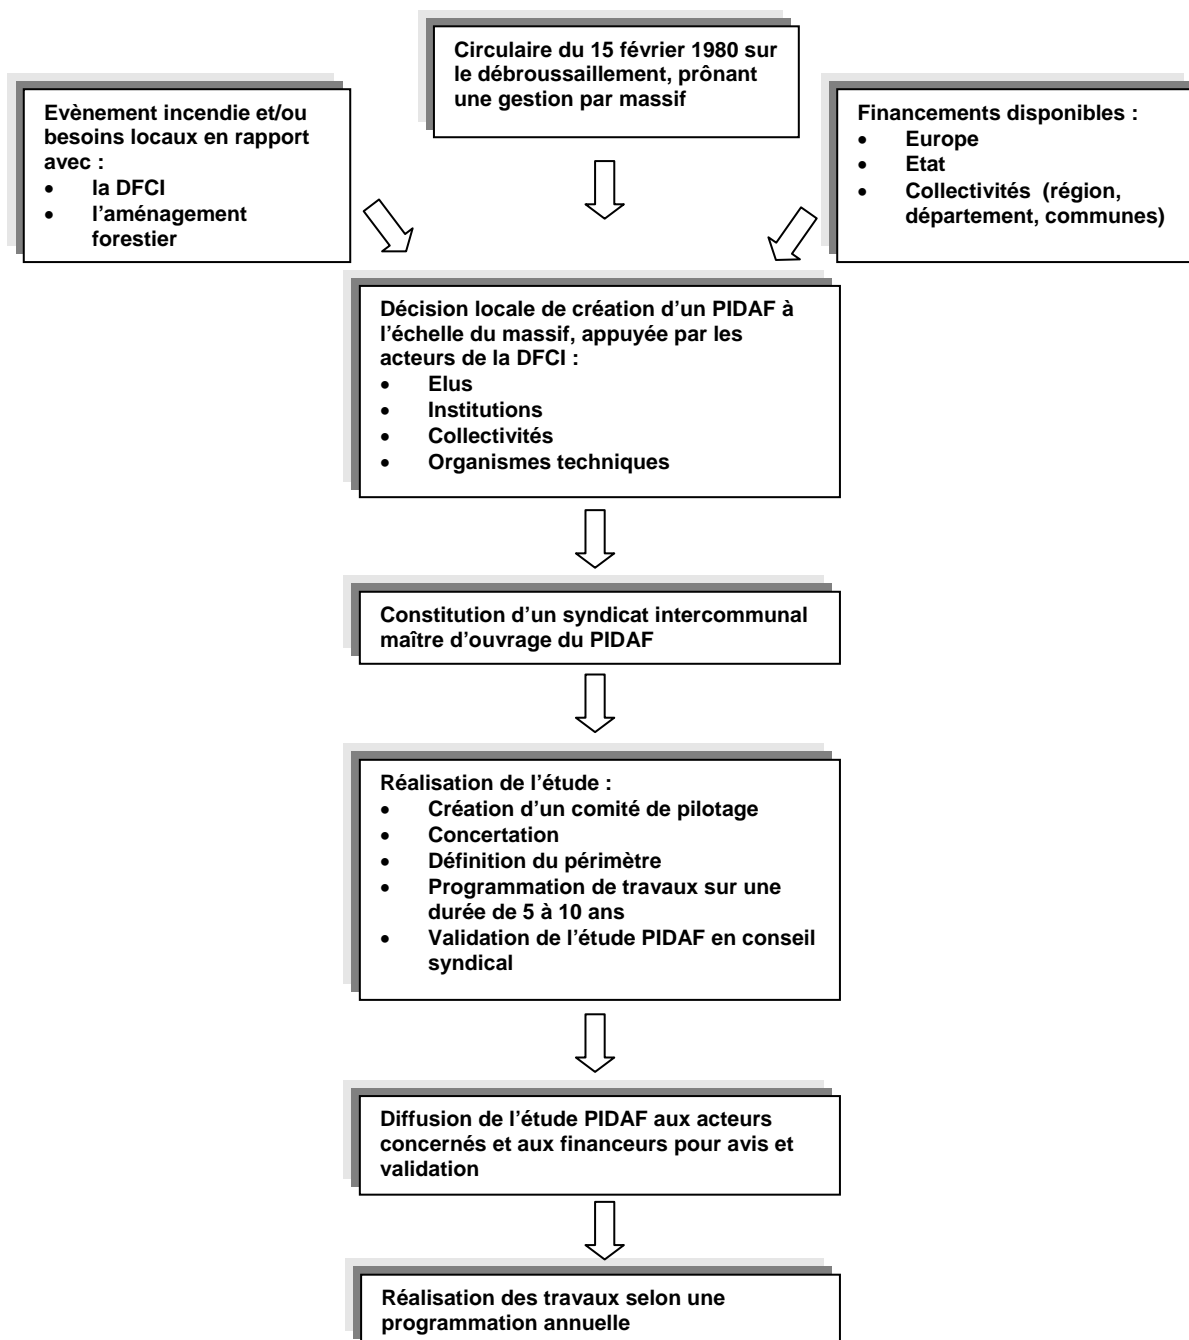 Circulaire du 15 février 1980 sur
le débroussaillement, prônant
une gestion par massif
Evènement incendie et/ou
besoins locaux en rapport
avec :
• la DFCI
• l’aménagement
forestier
Financements disponibles :
• Europe
• Etat
• Collectivités (région,
département, communes)
Décision locale de création d’un PIDAF à
l’échelle du massif, appuyée par les
acteurs de la DFCI :
• Elus
• Institutions
• Collectivités
• Organismes techniques
Constitution d’un syndicat intercommunal
maître d’ouvrage du PIDAF
Réalisation de l’étude :
• Création d’un comité de pilotage
• Concertation
• Définition du périmètre
• Programmation de travaux sur une
durée de 5 à 10 ans
• Validation de l’étude PIDAF en conseil
syndical
Diffusion de l’étude PIDAF aux acteurs
concernés et aux financeurs pour avis et
validation
Réalisation des travaux selon une
programmation annuelle